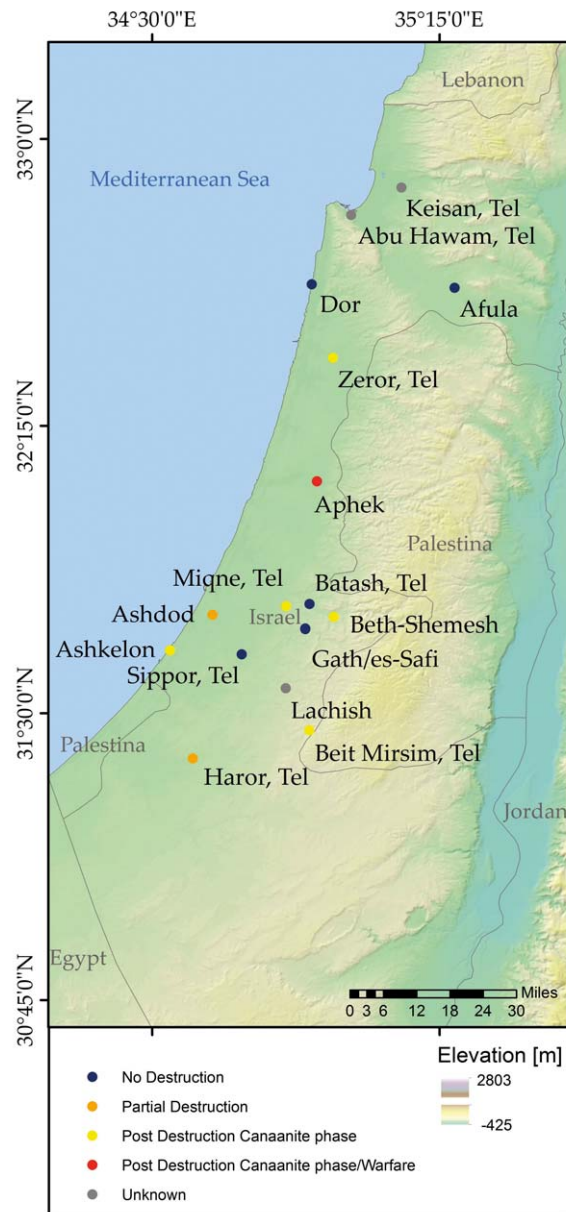 34°30'0"E 35°15'0"E
Lebanon
33°0'0"N
Mediterranean Sea
Keisan, Tel
Abu Hawam, Tel
Dor
Afula
Zeror, Tel
32°15'0"N
Aphek
Palestina
Miqne, Tel
Batash, Tel
Ashdod
Israel
Beth-Shemesh
Ashkelon
Gath/es-Safi
Sippor, Tel
Lachish
31°30'0"N
Palestina
Beit Mirsim, Tel
Haror, Tel
Jordan
Egypt
Miles
0 3 6 12 18 24 30
30°45'0"N
No Destruction
Partial Destruction
Post Destruction Canaanite phase
Post Destruction Canaanite phase/Warfare
Unknown
Elevation [m]
2803
-425